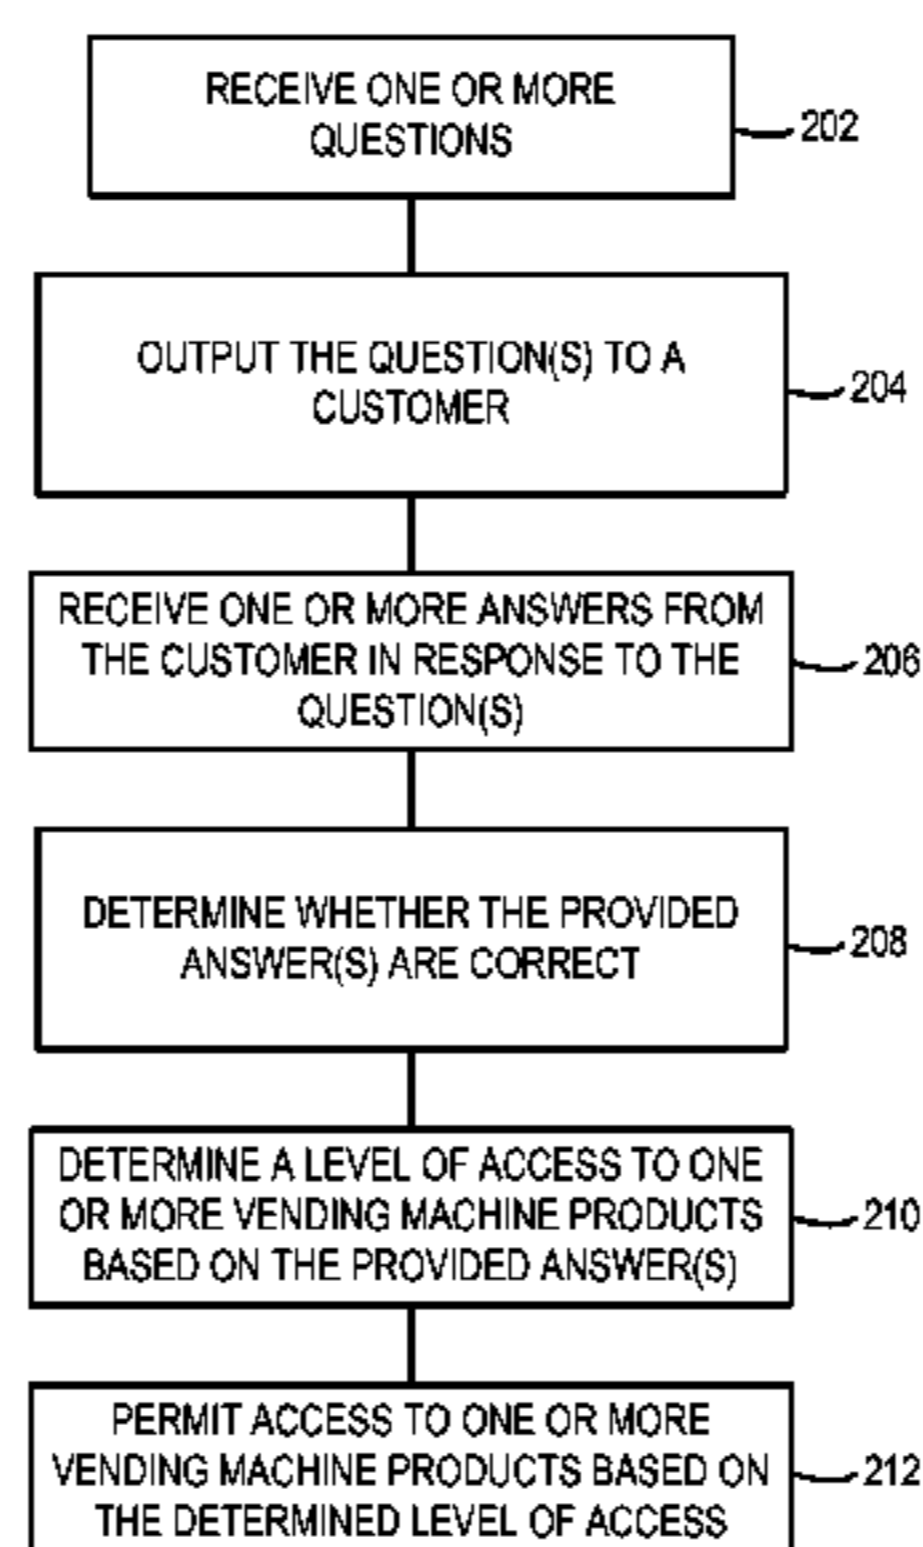 RECEIVE ONE OR MORE
QUESTIONS
202
OUTPUT THE QUESTION(S) TO A
CUSTOMER
204
RECEIVE ONE OR MORE ANSWERS FROM
THE CUSTOMER IN RESPONSE TO THE
QUESTION(S)
206
DETERMINE WHETHER THE PROVIDED
ANSWER(S) ARE CORRECT
208
DETERMINE A LEVEL OF ACCESS TO ONE
OR MORE VENDING MACHINE PRODUCTS
BASED ON THE PROVIDED ANSWER(S)
210
PERMIT ACCESS TO ONE OR MORE
VENDING MACHINE PRODUCTS BASED ON
THE DETERMINED LEVEL OF ACCESS
212